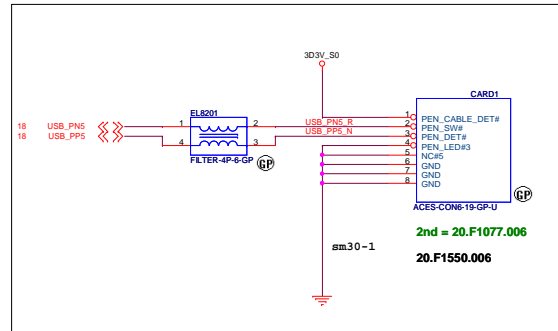 3D3V_S0
CARD1
EL8201
18 USB_PN5 1 2 USB_PN5_R
18 USB_PP5 4 3 USB_PP5_N
FILTER-4P-6-GP GP
1 PEN_CABLE_DET#
2 PEN_SW#
3 PEN_DET#
4 PEN_LED#3
5 NC#5
6 GND
7 GND
8 GND
GP
ACES-CON6-19-GP-U
2nd = 20.F1077.006
sm30-1
20.F1550.006